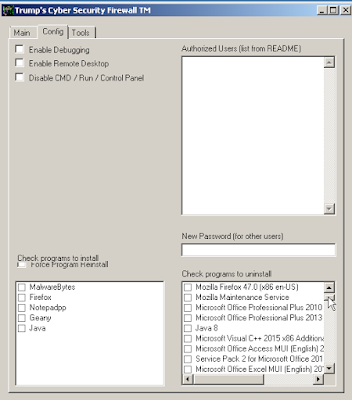 Trump's Cyber Security Firewall TM
Main
Config
Tools
Enable Debugging
Enable Remote Desktop
Disable CMD / Run / Control Panel
Authorized Users (list from README)
New Password (for other users)
Check programs to install
Force Program Reinstall
MalwareBytes
Firefox
Notepadpp
Geany
Java
Check programs to uninstall
Mozilla Firefox 47.0 (x86 en-US)
Mozilla Maintenance Service
Microsoft Office Professional Plus 2010
Microsoft Office Professional Plus 2013
Java 8
Microsoft Visual C++ 2015 x86 Additiona
Microsoft Office Access MUI (English) 2
Service Pack 2 for Microsoft Office 201
Microsoft Office Excel MUI (English) 20